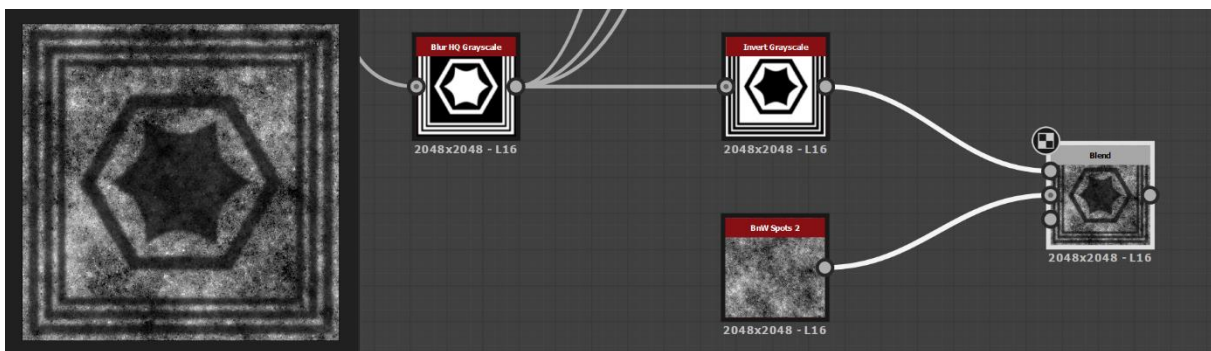 Blur HQ Grayscale
2048x2048 - L16
Invert Grayscale
2048x2048 - L16
Blend
2048x2048 - L16
BnW Spots 2
2048x2048 - L16